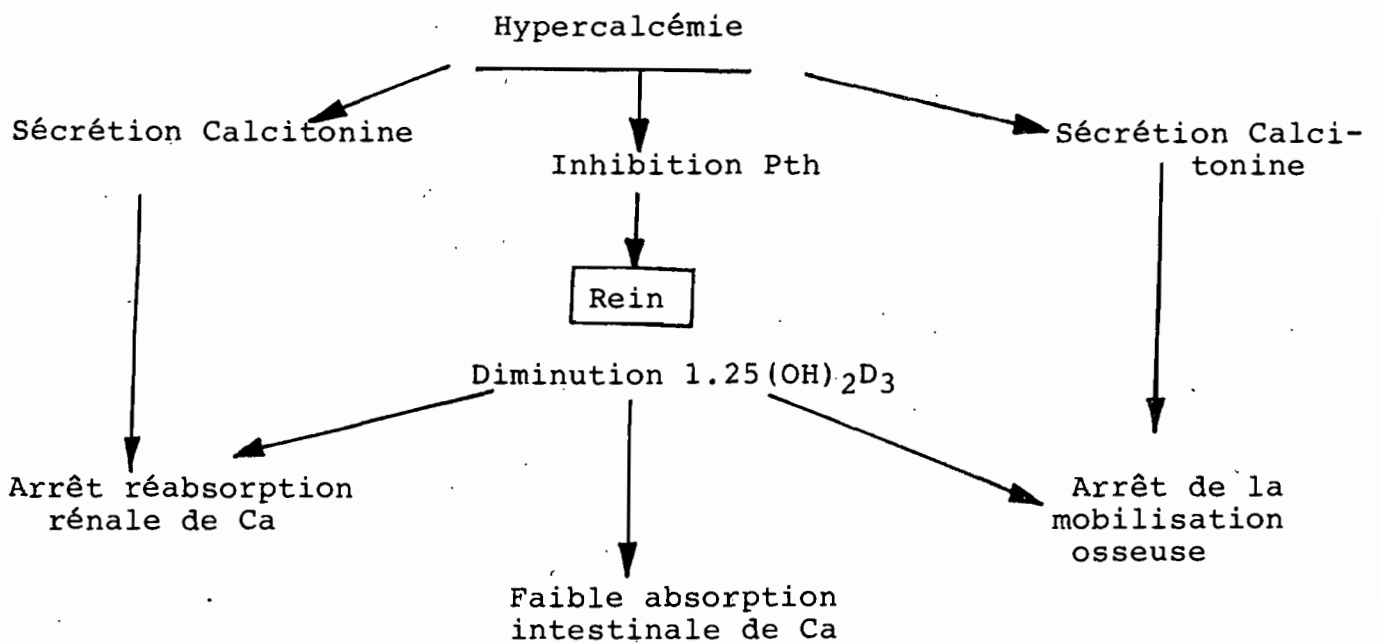 Hypercalcémie
Sécrétion Calcitonine
Inhibition Pth
Sécrétion Calci-
tonine
Rein
Diminution 1.25(OH)2D3
Arrêt réabsorption
rénale de Ca
Faible absorption
intestinale de Ca
Arrêt de la
mobilisation
osseuse